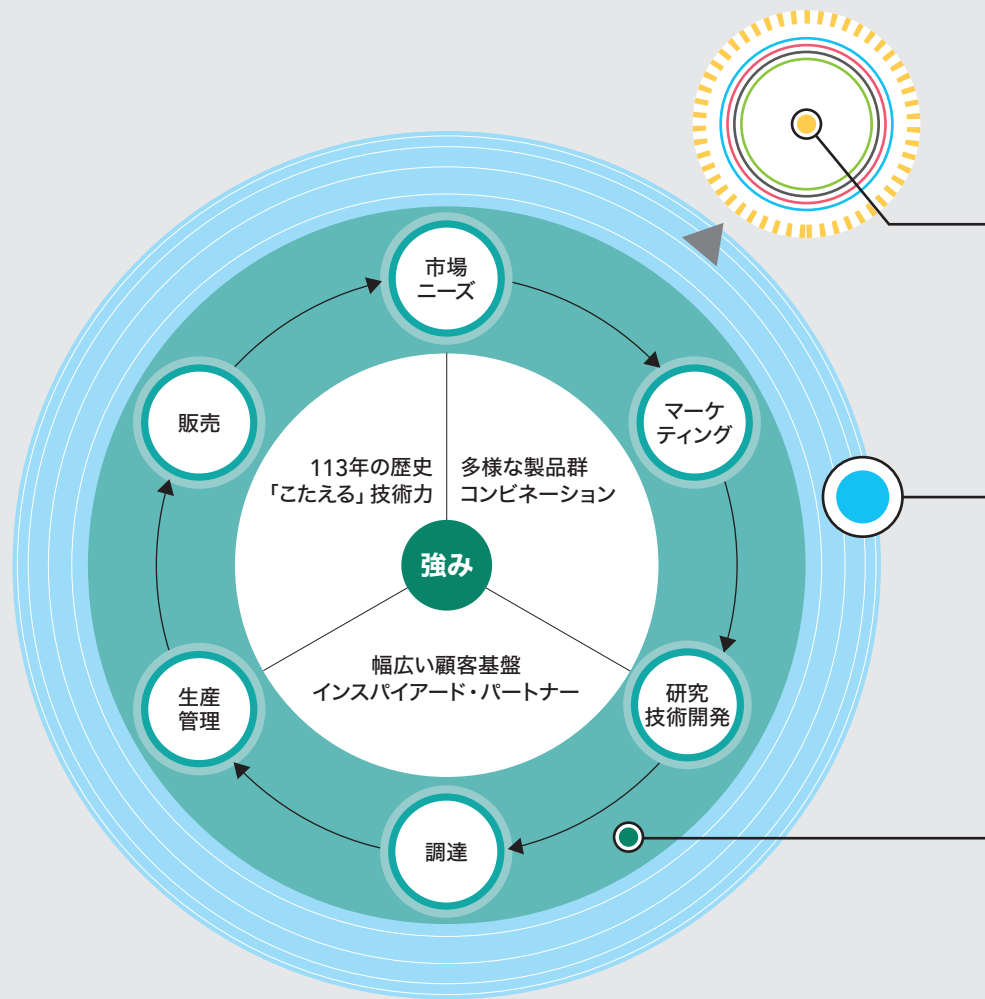 市場
ニーズ
マーケ
ティング
研究
技術開発
調達
生産
管理
販売
113年の歴史
「こたえる」技術力
多様な製品群
コンビネーション
強み
幅広い顧客基盤
インスパイアード・パートナー